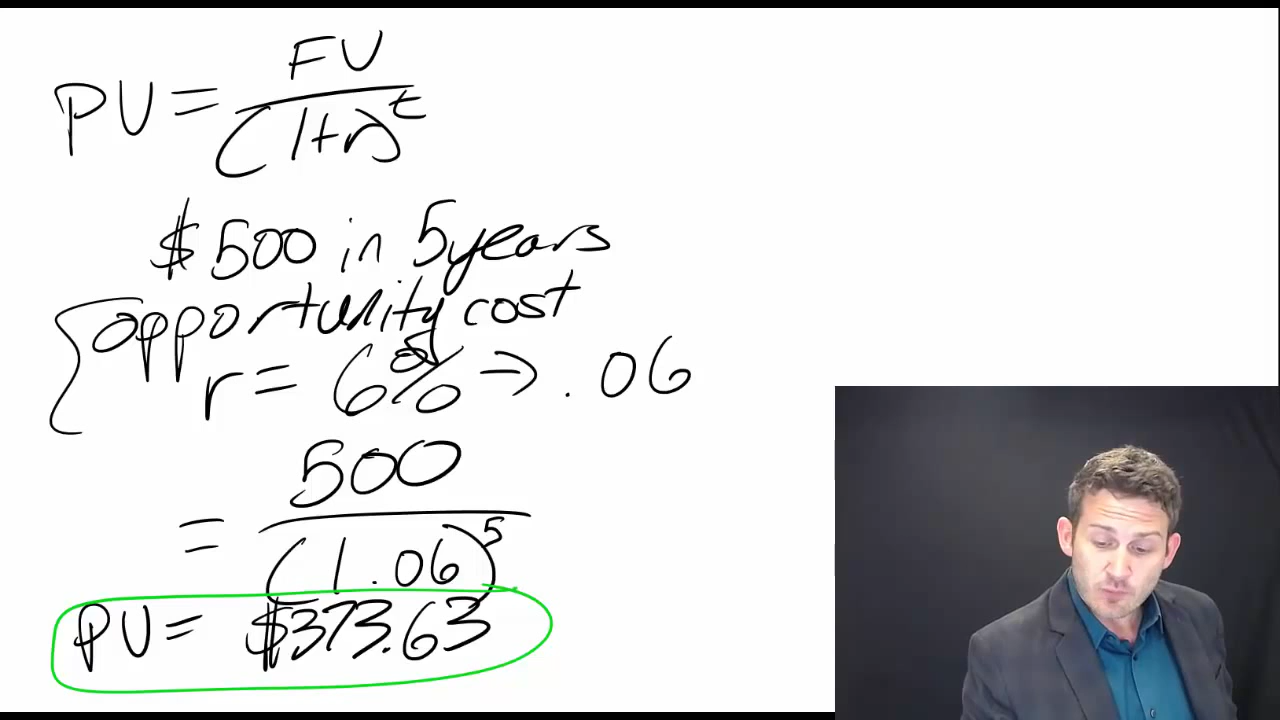 PV = FV / (1+r)^t
$500 in 5 years
opportunity cost
r = 6% → .06
= 500 / (1.06)^5
PV = $373.63